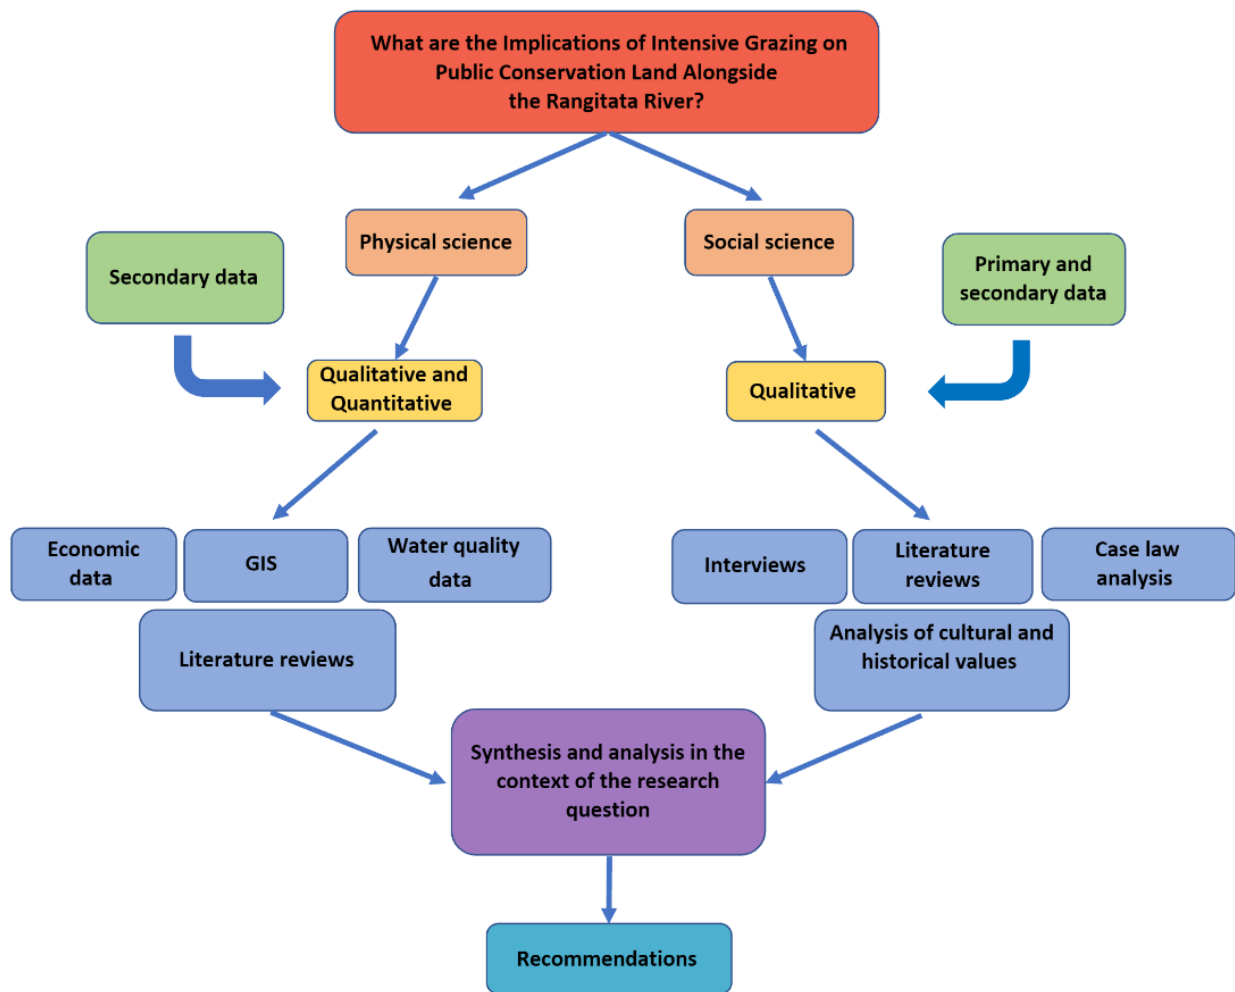 What are the Implications of Intensive Grazing on
Public Conservation Land Alongside
the Rangitata River?
Physical science
Social science
Secondary data
Primary and
secondary data
Qualitative and
Quantitative
Qualitative
Economic
data
GIS
Water quality
data
Interviews
Literature
reviews
Case law
analysis
Literature reviews
Analysis of cultural and
historical values
Synthesis and analysis in the
context of the research
question
Recommendations